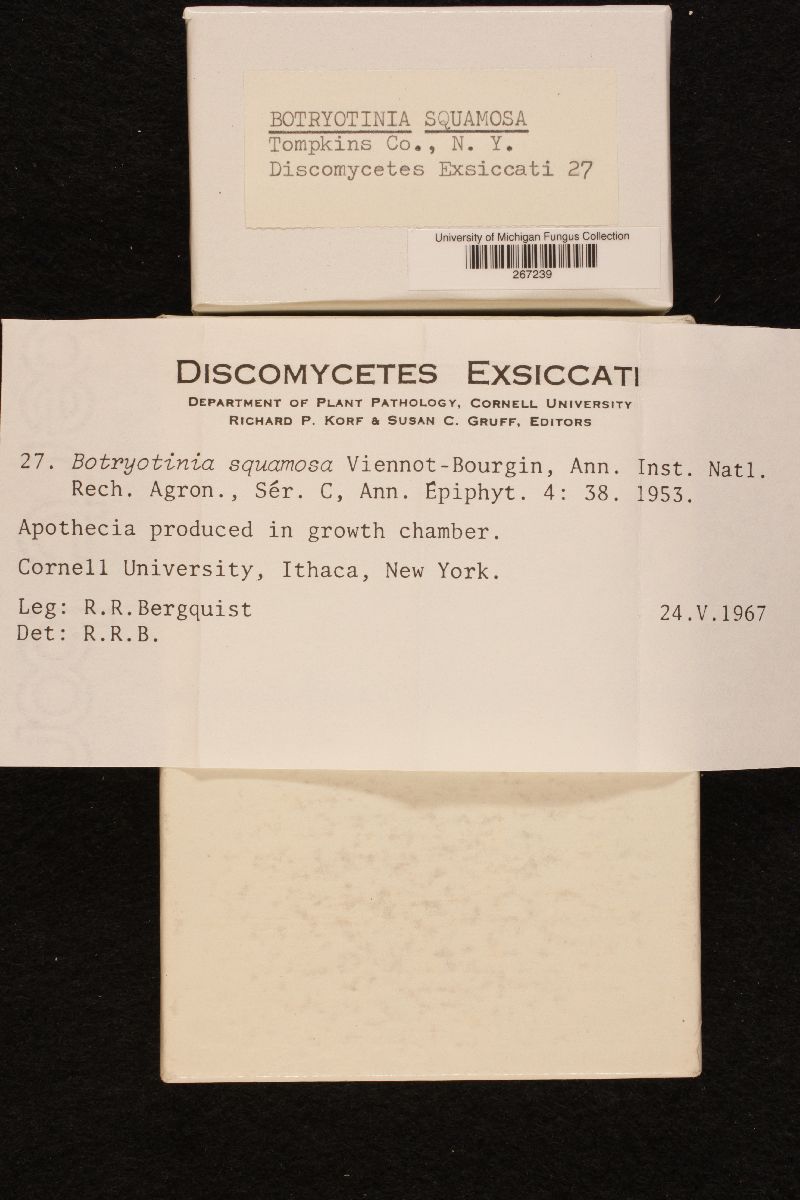 BOTRYOTINIA SQUAMOSA
Tompkins Co., N. Y.
Discomycetes Exsiccati 27
University of Michigan Fungus Collection
267239
DISCOMYCETES EXSICCATI
DEPARTMENT OF PLANT PATHOLOGY, CORNELL UNIVERSITY
RICHARD P. KORF & SUSAN C. GRUFF, EDITORS
27. Botryotinia squamosa Viennot-Bourgin, Ann. Inst. Natl.
Rech. Agron., Sér. C, Ann. Épiphyt. 4: 38. 1953.
Apothecia produced in growth chamber.
Cornell University, Ithaca, New York.
Leg: R.R.Bergquist 24.V.1967
Det: R.R.B.